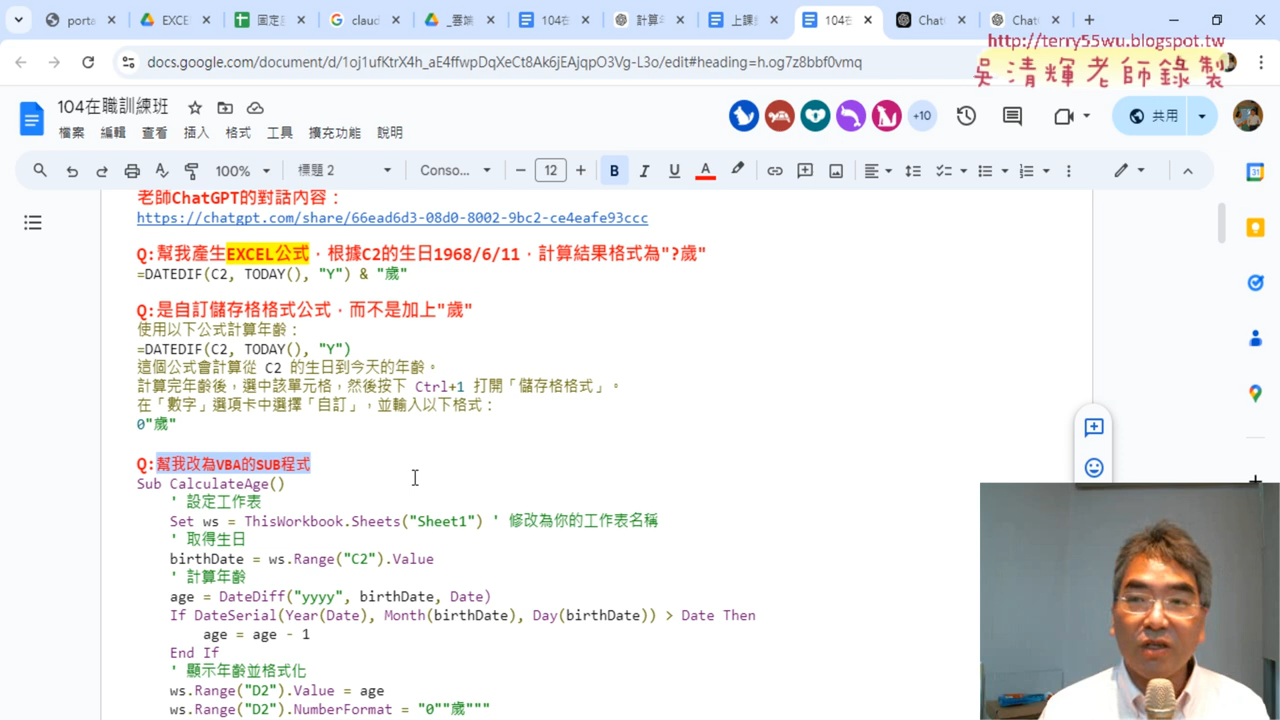 porta
EXCE
固定
claud
_雲端
104在
計算年
上課
104在
Chat
Chat
docs.google.com/document/d/1oj1ufKtrX4h_aE4ffwpDqXeCt8Ak6jEAjqpO3Vg-L3o/edit#heading=h.og7z8bbf0vmq
http://terry55wu.blogspot.tw
吳清輝老師錄製
104在職訓練班
檔案 編輯 查看 插入 格式 工具 擴充功能 說明
+10
共用
100% 標題 2 Conso... 12 B I U A
老師ChatGPT的對話內容：
https://chatgpt.com/share/66ead6d3-08d0-8002-9bc2-ce4eafe93ccc
Q:幫我產生EXCEL公式，根據C2的生日1968/6/11，計算結果格式為"?歲"
=DATEDIF(C2, TODAY(), "Y") & "歲"
Q:是自訂儲存格格式公式，而不是加上"歲"
使用以下公式計算年齡：
=DATEDIF(C2, TODAY(), "Y")
這個公式會計算從 C2 的生日到今天的年齡。
計算完年齡後，選中該單元格，然後按下 Ctrl+1 打開「儲存格格式」。
在「數字」選項卡中選擇「自訂」，並輸入以下格式：
0"歲"
Q:幫我改為VBA的SUB程式
Sub CalculateAge()
' 設定工作表
Set ws = ThisWorkbook.Sheets("Sheet1") ' 修改為你的工作表名稱
' 取得生日
birthDate = ws.Range("C2").Value
' 計算年齡
age = DateDiff("yyyy", birthDate, Date)
If DateSerial(Year(Date), Month(birthDate), Day(birthDate)) > Date Then
age = age - 1
End If
' 顯示年齡並格式化
ws.Range("D2").Value = age
ws.Range("D2").NumberFormat = "0""歲"""